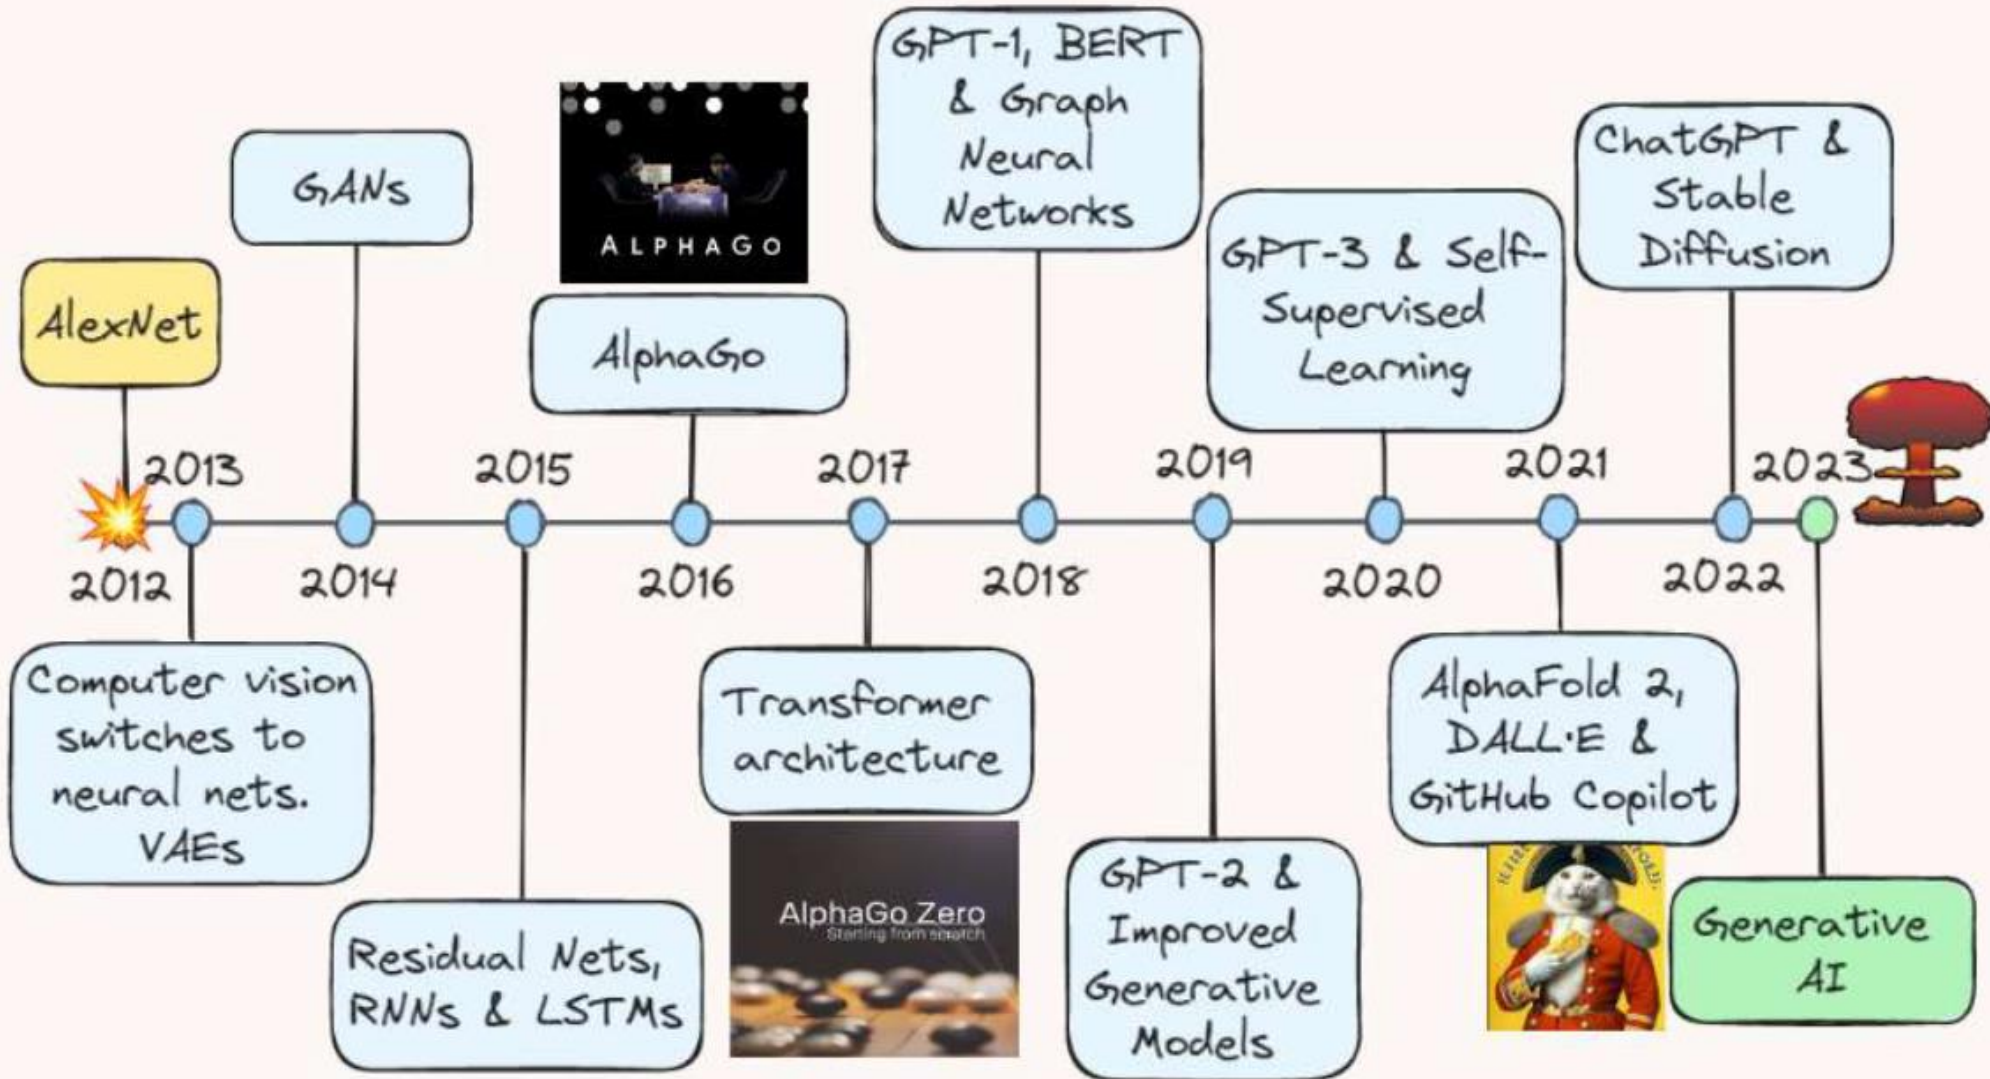 GPT-1, BERT
& Graph
Neural
Networks
ChatGPT &
Stable
Diffusion
GANs
ALPHAGO
GPT-3 & Self-
Supervised
Learning
AlexNet
AlphaGo
2013
2015
2017
2019
2021
2023
2012
2014
2016
2018
2020
2022
Computer vision
switches to
neural nets.
VAEs
Transformer
architecture
AlphaFold 2,
DALL·E &
GitHub Copilot
AlphaGo Zero
Starting from scratch
GPT-2 &
Improved
Generative
Models
Residual Nets,
RNNs & LSTMs
Generative
AI